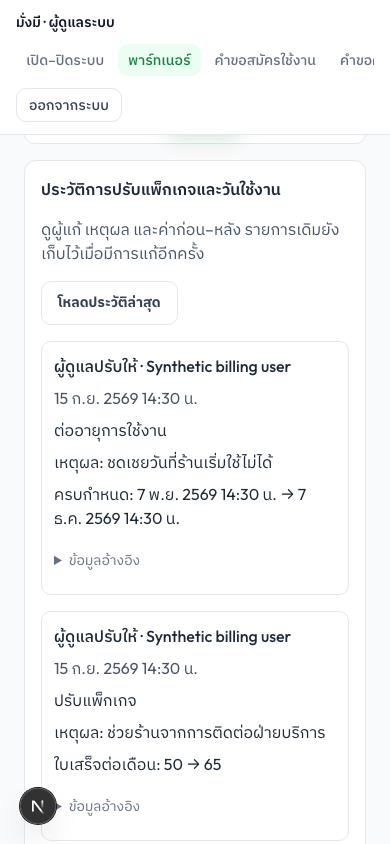 มั่งมี · ผู้ดูแลระบบ
เปิด–ปิดระบบ พาร์ทเนอร์ คำขอสมัครใช้งาน คำขอ
ออกจากระบบ
ประวัติการปรับแพ็กเกจและวันใช้งาน
ดูผู้แก้ เหตุผล และค่าก่อน–หลัง รายการเดิมยัง
เก็บไว้เมื่อมีการแก้อีกครั้ง
โหลดประวัติล่าสุด
ผู้ดูแลปรับให้ · Synthetic billing user
15 ก.ย. 2569 14:30 น.
ต่ออายุการใช้งาน
เหตุผล: ชดเชยวันที่ร้านเริ่มใช้ไม่ได้
ครบกำหนด: 7 พ.ย. 2569 14:30 น. → 7
ธ.ค. 2569 14:30 น.
▶ ข้อมูลอ้างอิง
ผู้ดูแลปรับให้ · Synthetic billing user
15 ก.ย. 2569 14:30 น.
ปรับแพ็กเกจ
เหตุผล: ช่วยร้านจากการติดต่อฝ่ายบริการ
ใบเสร็จต่อเดือน: 50 → 65
N ▶ ข้อมูลอ้างอิง